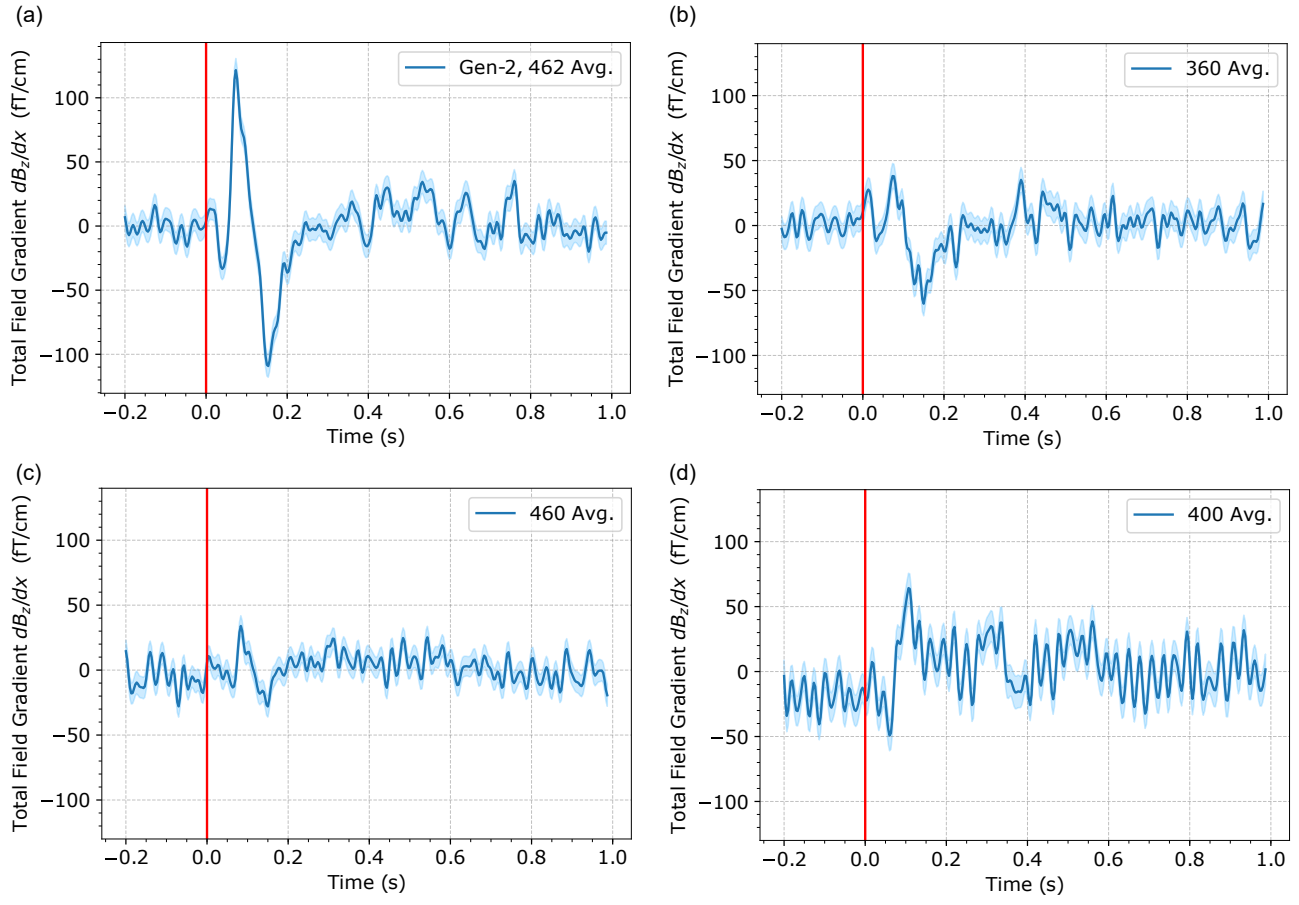 (a)
Total Field Gradient dB_z/dx (fT/cm)
Gen-2, 462 Avg.
100
50
0
−50
−100
−0.2 0.0 0.2 0.4 0.6 0.8 1.0
Time (s)
(b)
Total Field Gradient dB_z/dx (fT/cm)
360 Avg.
100
50
0
−50
−100
−0.2 0.0 0.2 0.4 0.6 0.8 1.0
Time (s)
(c)
Total Field Gradient dB_z/dx (fT/cm)
460 Avg.
100
50
0
−50
−100
−0.2 0.0 0.2 0.4 0.6 0.8 1.0
Time (s)
(d)
Total Field Gradient dB_z/dx (fT/cm)
400 Avg.
100
50
0
−50
−100
−0.2 0.0 0.2 0.4 0.6 0.8 1.0
Time (s)